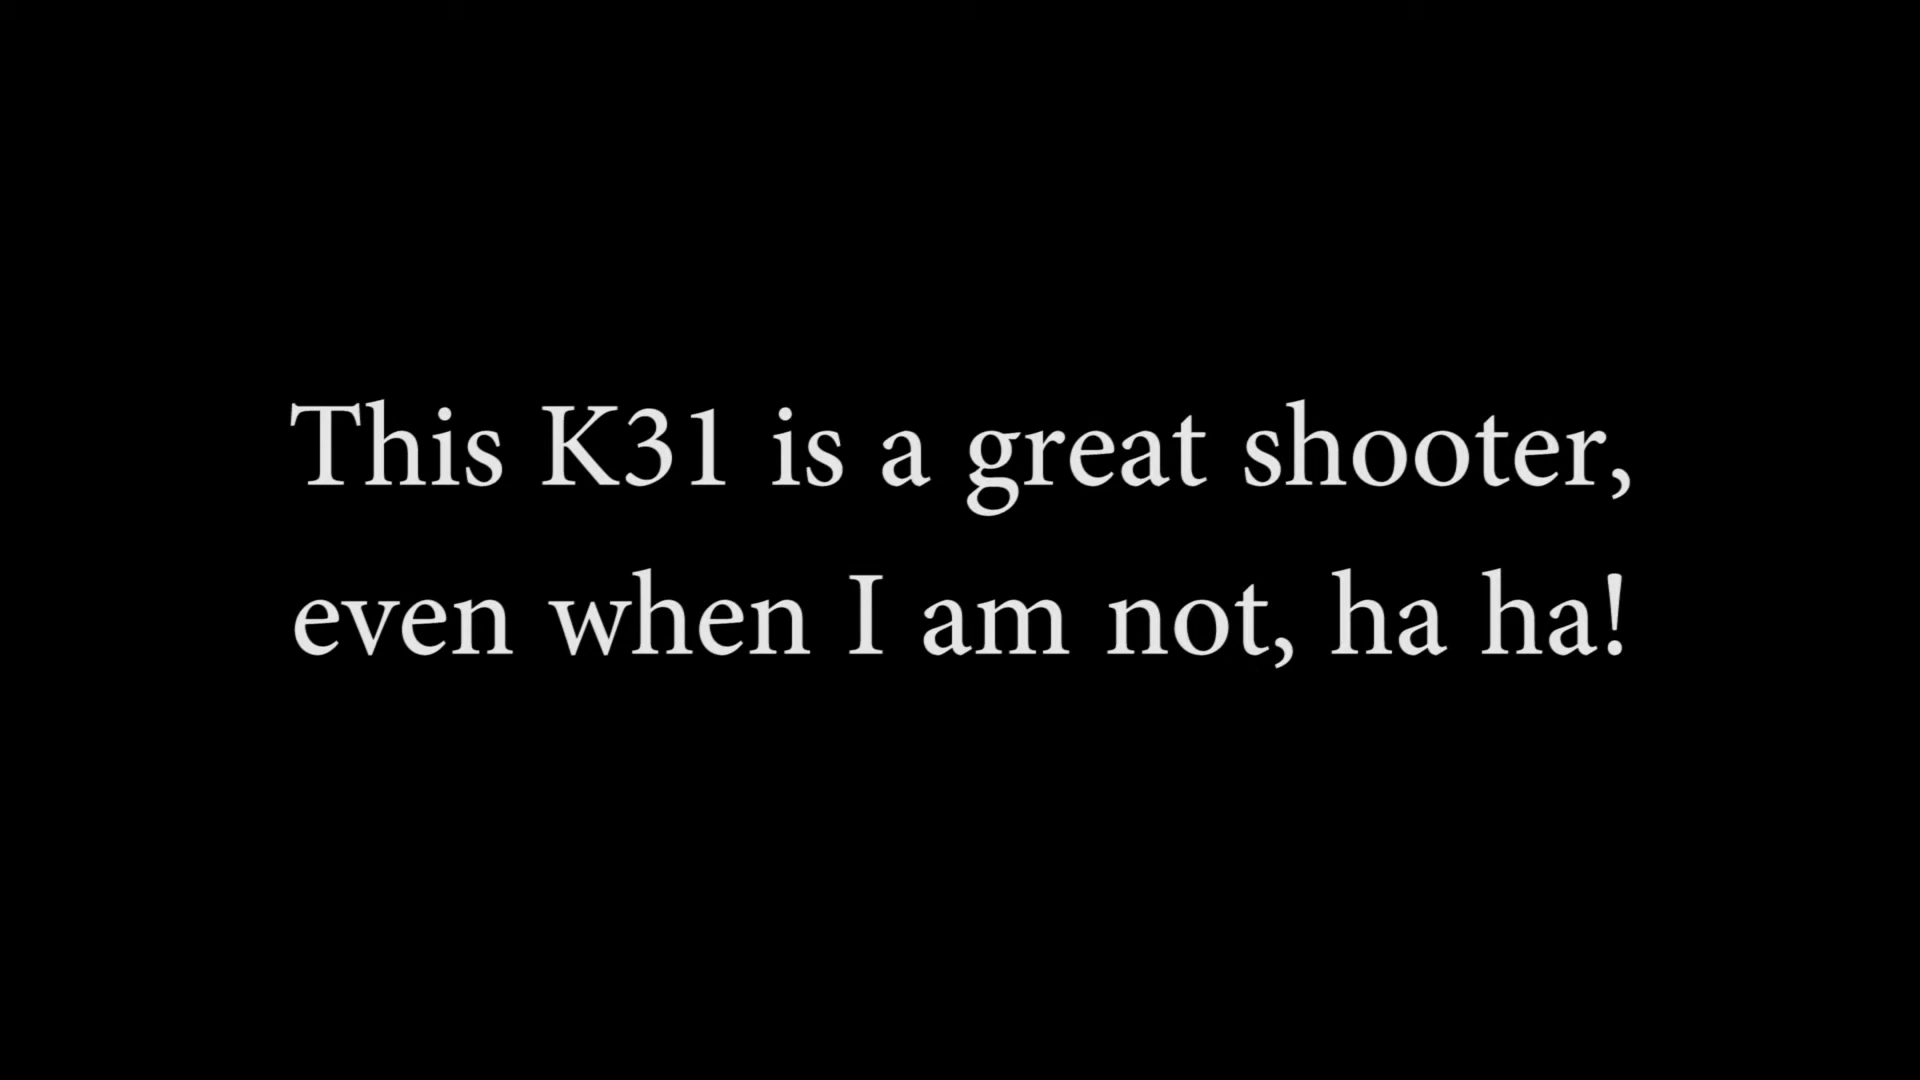 This K31 is a great shooter,
even when I am not, ha ha!